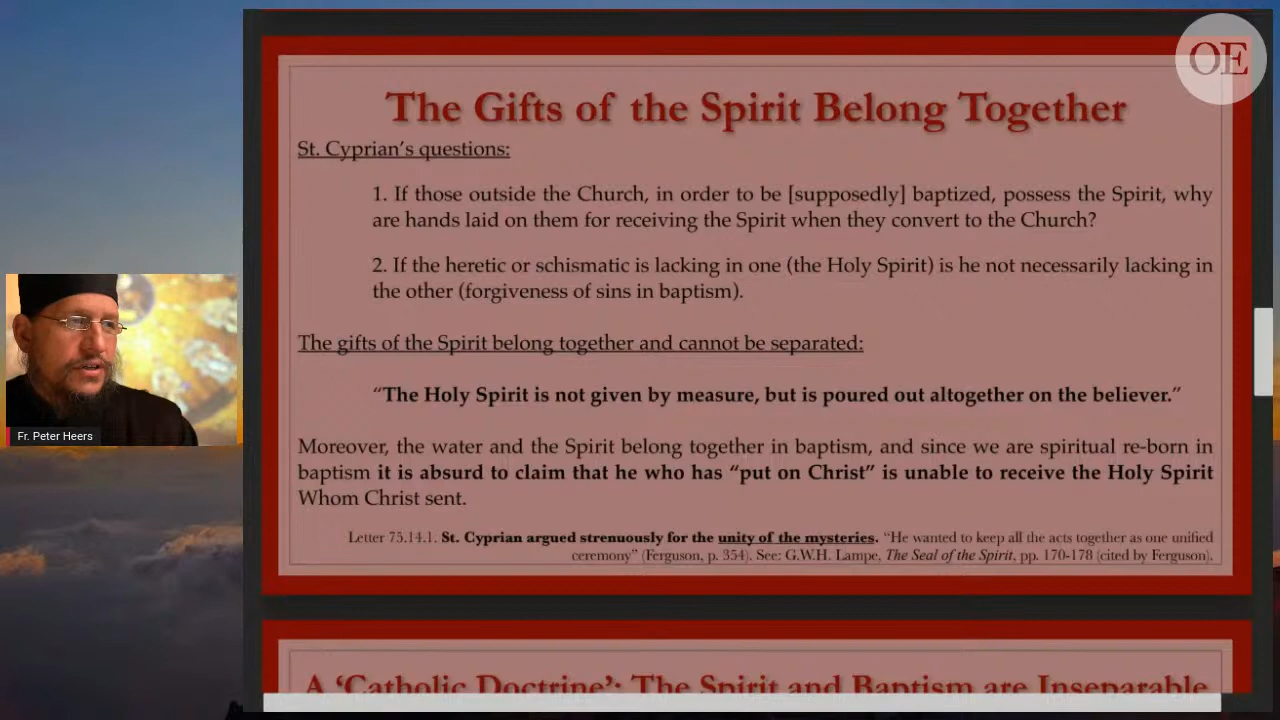 OE
The Gifts of the Spirit Belong Together
St. Cyprian's questions:
1. If those outside the Church, in order to be [supposedly] baptized, possess the Spirit, why
are hands laid on them for receiving the Spirit when they convert to the Church?
2. If the heretic or schismatic is lacking in one (the Holy Spirit) is he not necessarily lacking in
the other (forgiveness of sins in baptism).
The gifts of the Spirit belong together and cannot be separated:
“The Holy Spirit is not given by measure, but is poured out altogether on the believer.”
Moreover, the water and the Spirit belong together in baptism, and since we are spiritual re-born in
baptism it is absurd to claim that he who has “put on Christ” is unable to receive the Holy Spirit
Whom Christ sent.
Letter 75.14.1. St. Cyprian argued strenuously for the unity of the mysteries. “He wanted to keep all the acts together as one unified
ceremony” (Ferguson, p. 354). See: G.W.H. Lampe, The Seal of the Spirit, pp. 170-178 (cited by Ferguson).
Fr. Peter Heers
A ‘Catholic Doctrine’: The Spirit and Baptism are Inseparable